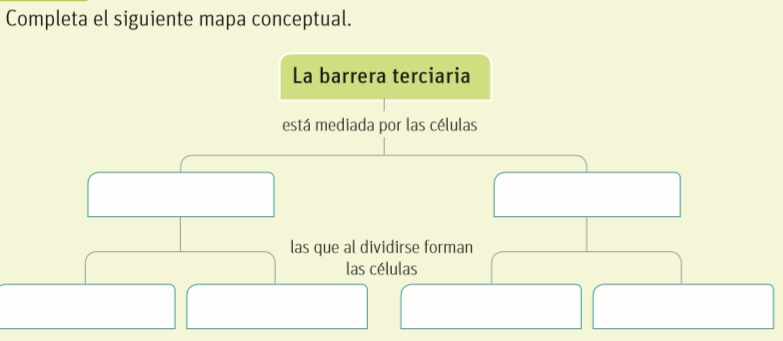 Completa el siguiente mapa conceptual.
La barrera terciaria
está mediada por las células
las que al dividirse forman
las células